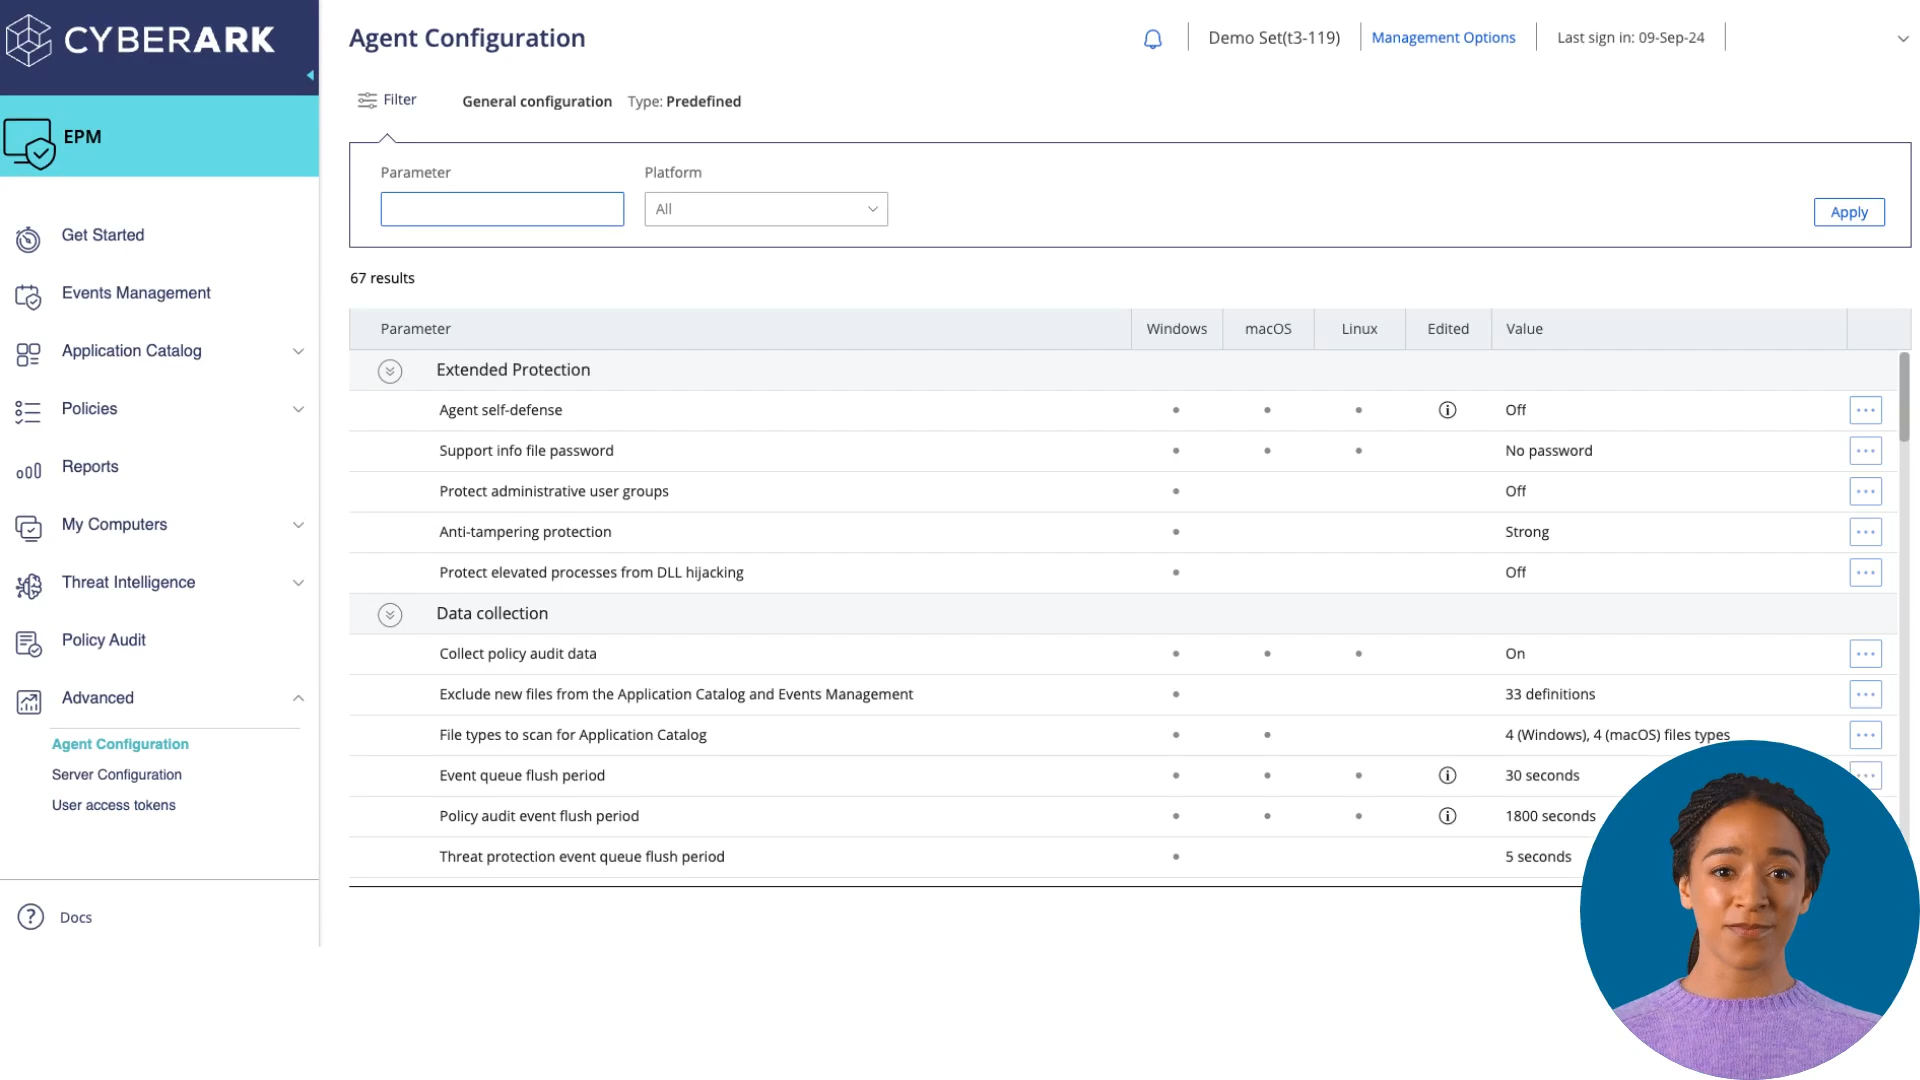 CYBERARK
EPM
Get Started
Events Management
Application Catalog
Policies
Reports
My Computers
Threat Intelligence
Policy Audit
Advanced
Agent Configuration
Server Configuration
User access tokens
? Docs
Agent Configuration
Demo Set(t3-119)
Management Options
Last sign in: 09-Sep-24
Filter
General configuration Type: Predefined
Parameter Platform
All
Apply
67 results
Parameter Windows macOS Linux Edited Value
Extended Protection
Agent self-defense Off
Support info file password No password
Protect administrative user groups Off
Anti-tampering protection Strong
Protect elevated processes from DLL hijacking Off
Data collection
Collect policy audit data On
Exclude new files from the Application Catalog and Events Management 33 definitions
File types to scan for Application Catalog 4 (Windows), 4 (macOS) files types
Event queue flush period 30 seconds
Policy audit event flush period 1800 seconds
Threat protection event queue flush period 5 seconds